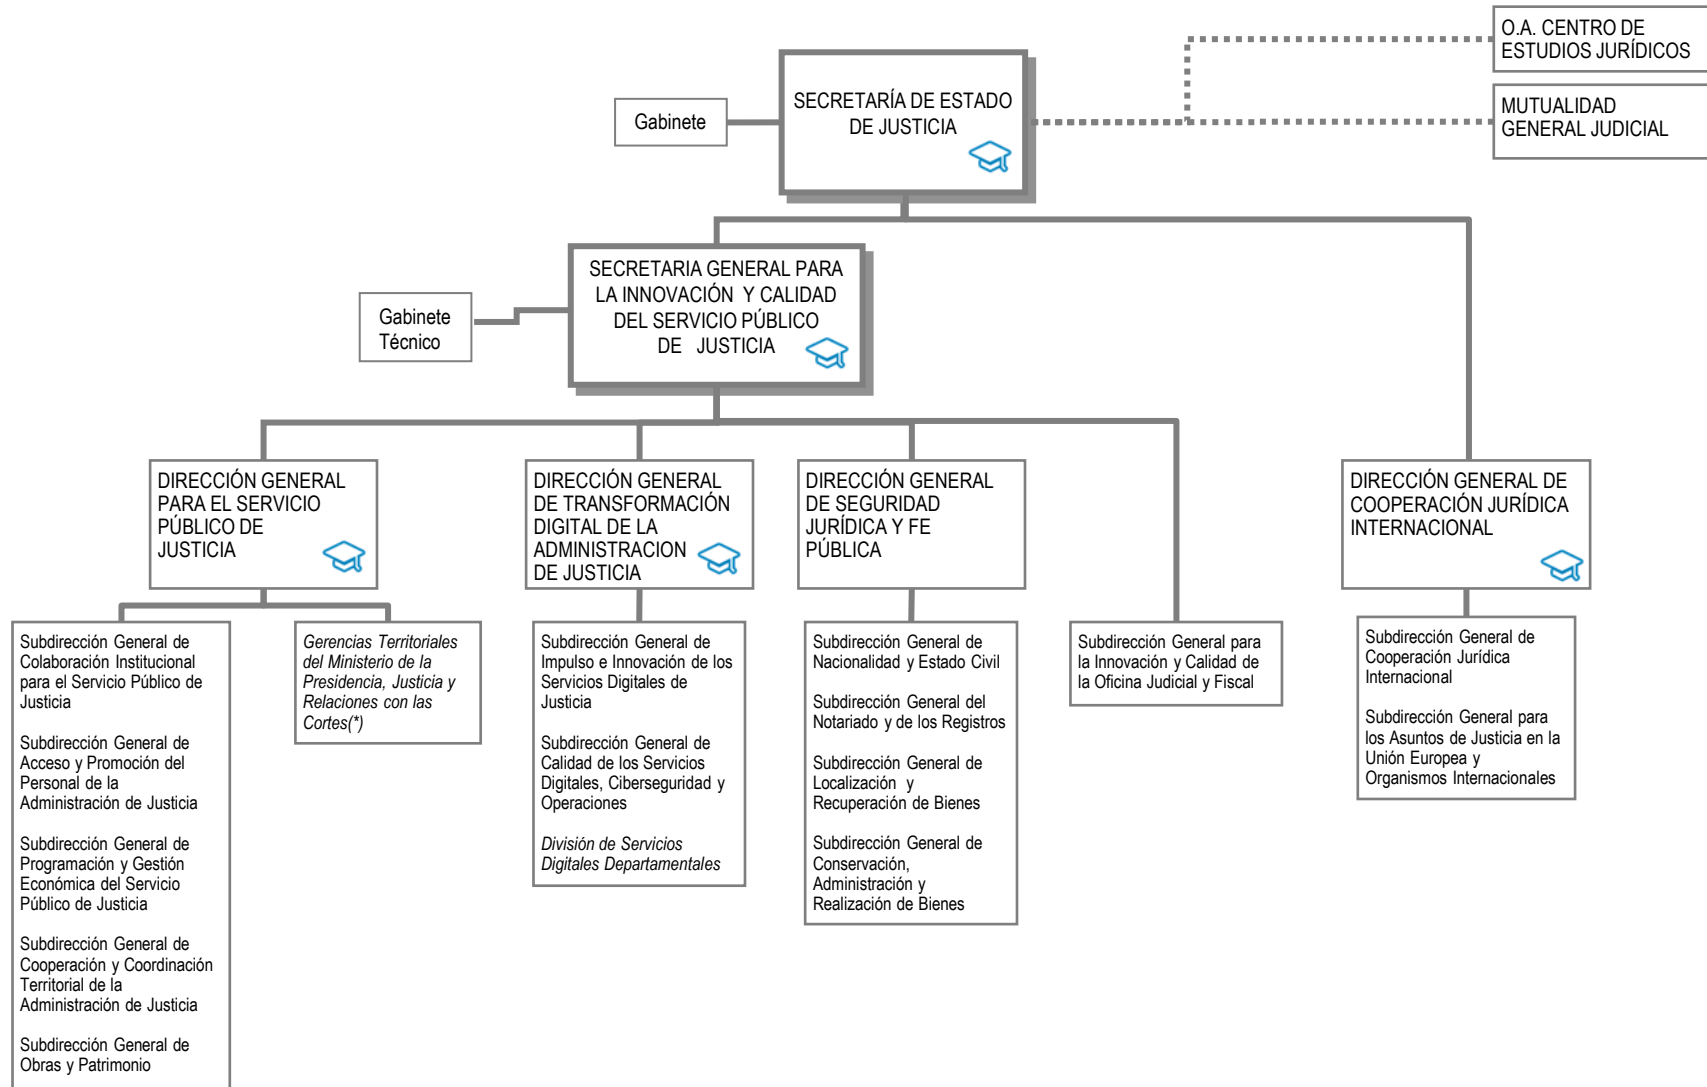 O.A. CENTRO DE
ESTUDIOS JURÍDICOS
SECRETARÍA DE ESTADO
DE JUSTICIA
Gabinete
MUTUALIDAD
GENERAL JUDICIAL
SECRETARIA GENERAL PARA
LA INNOVACIÓN Y CALIDAD
DEL SERVICIO PÚBLICO
DE JUSTICIA
Gabinete
Técnico
DIRECCIÓN GENERAL
PARA EL SERVICIO
PÚBLICO DE
JUSTICIA
DIRECCIÓN GENERAL
DE TRANSFORMACIÓN
DIGITAL DE LA
ADMINISTRACION
DE JUSTICIA
DIRECCIÓN GENERAL
DE SEGURIDAD
JURÍDICA Y FE
PÚBLICA
DIRECCIÓN GENERAL DE
COOPERACIÓN JURÍDICA
INTERNACIONAL
Subdirección General de
Colaboración Institucional
para el Servicio Público de
Justicia
Subdirección General de
Acceso y Promoción del
Personal de la
Administración de Justicia
Subdirección General de
Programación y Gestión
Económica del Servicio
Público de Justicia
Subdirección General de
Cooperación y Coordinación
Territorial de la
Administración de Justicia
Subdirección General de
Obras y Patrimonio
Gerencias Territoriales
del Ministerio de la
Presidencia, Justicia y
Relaciones con las
Cortes(*)
Subdirección General de
Impulso e Innovación de los
Servicios Digitales de
Justicia
Subdirección General de
Calidad de los Servicios
Digitales, Ciberseguridad y
Operaciones
División de Servicios
Digitales Departamentales
Subdirección General de
Nacionalidad y Estado Civil
Subdirección General del
Notariado y de los Registros
Subdirección General de
Localización y
Recuperación de Bienes
Subdirección General de
Conservación,
Administración y
Realización de Bienes
Subdirección General para
la Innovación y Calidad de
la Oficina Judicial y Fiscal
Subdirección General de
Cooperación Jurídica
Internacional
Subdirección General para
los Asuntos de Justicia en la
Unión Europea y
Organismos Internacionales